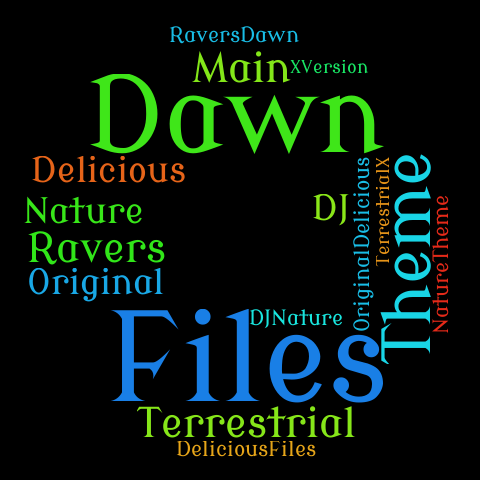 RaversDawn
Main
XVersion
Dawn
Delicious
Nature
DJ
Ravers
Original
OriginalDelicious
TerrestrialX
Theme
NatureTheme
Files
DJNature
Terrestrial
DeliciousFiles